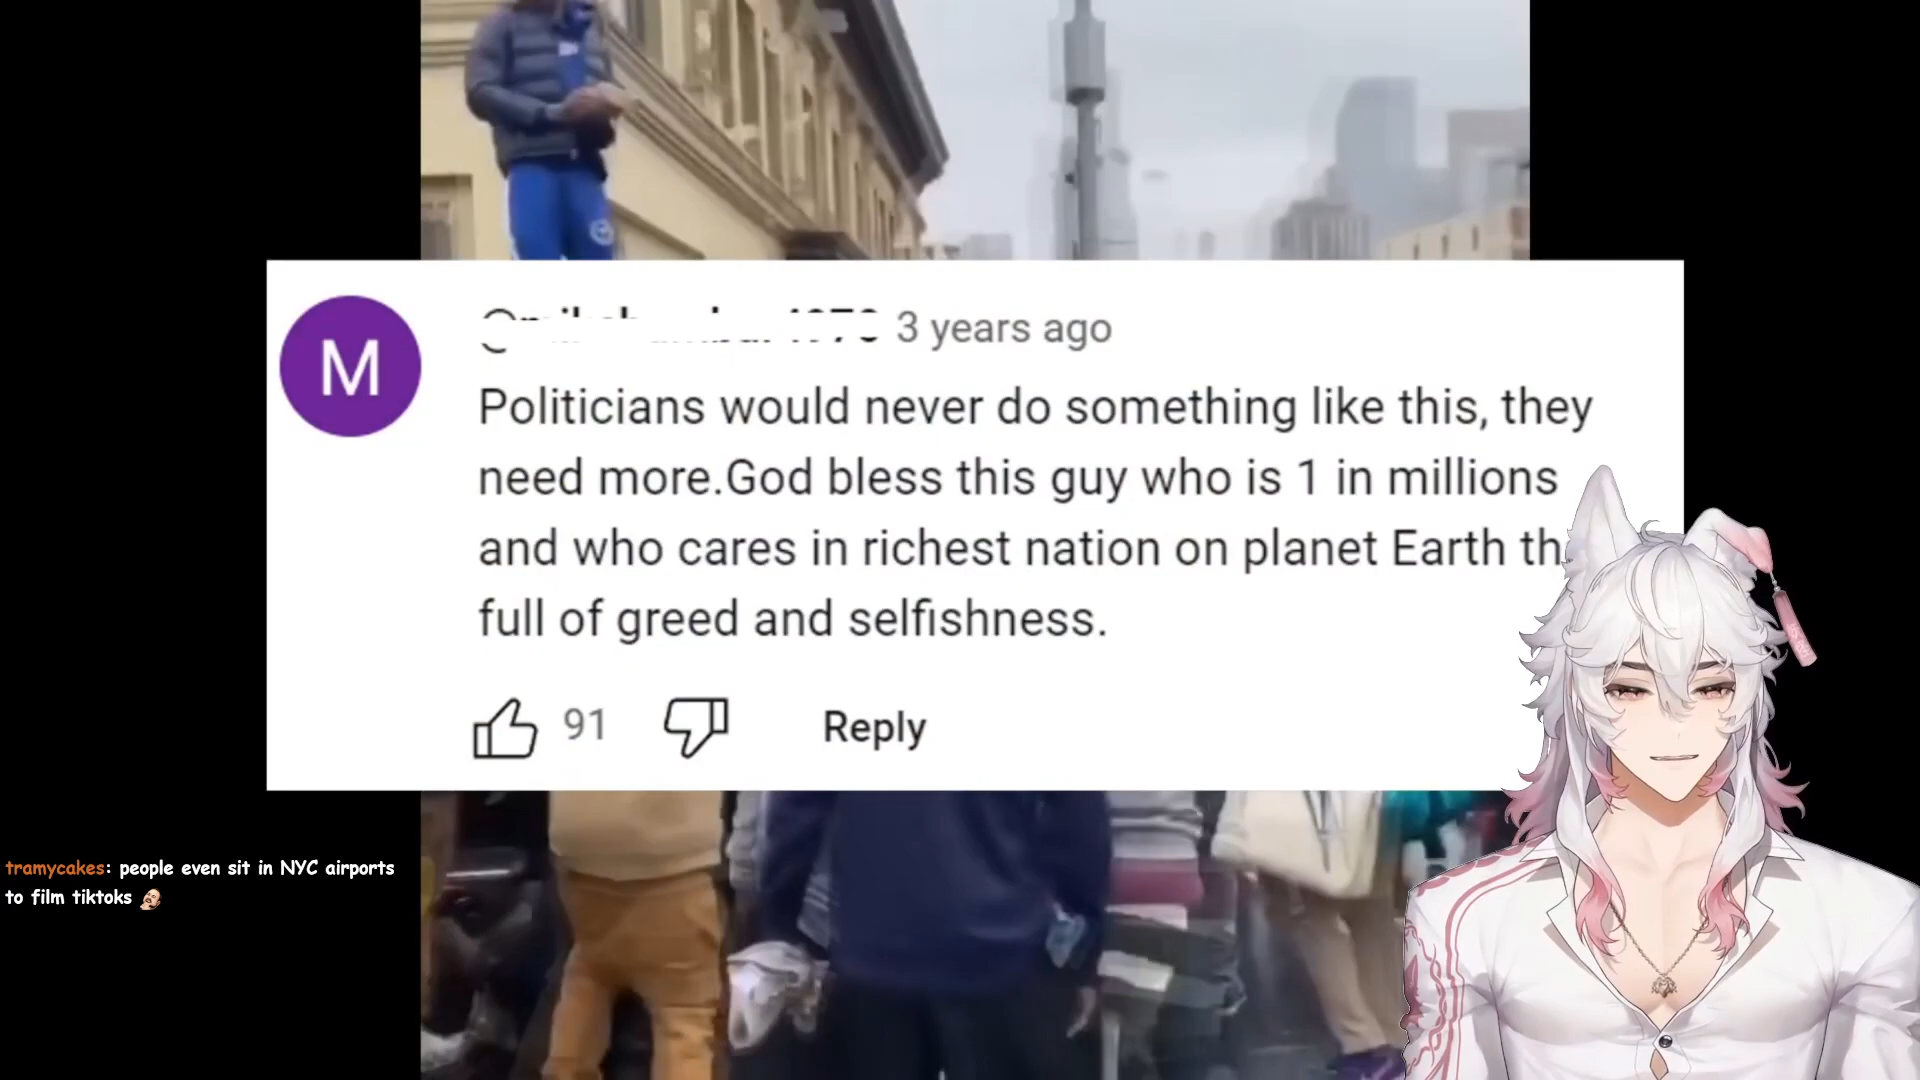 M
3 years ago
Politicians would never do something like this, they
need more.God bless this guy who is 1 in millions
and who cares in richest nation on planet Earth
full of greed and selfishness.
91
Reply
tramycakes: people even sit in NYC airports
to film tiktoks